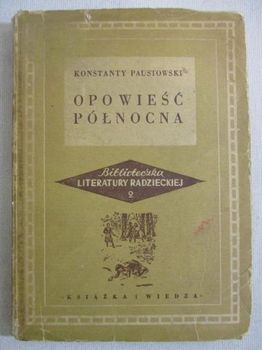 KONSTANTY PAUSTOWSKI
OPOWIEŚĆ
PÓŁNOCNA
Biblioteczka
LITERATURY RADZIECKIEJ
2
KSIĄŻKA I WIEDZA